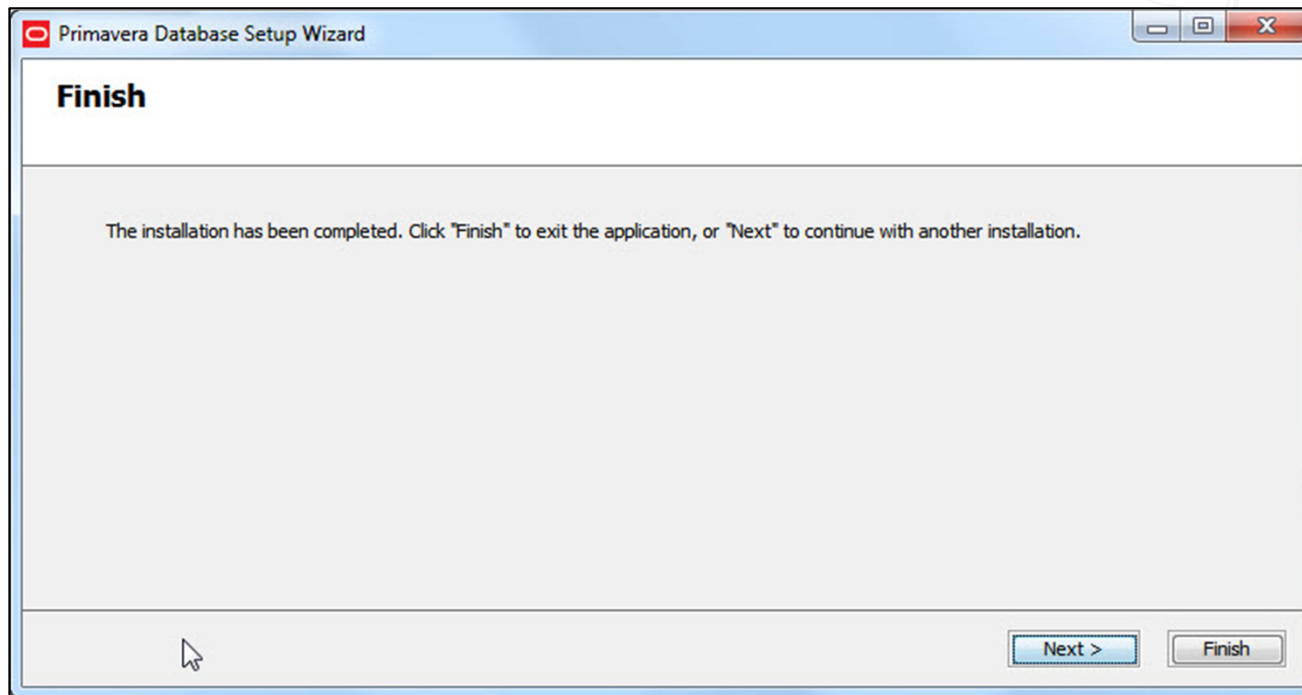 Primavera Database Setup Wizard
Finish
The installation has been completed. Click "Finish" to exit the application, or "Next" to continue with another installation.
Next >
Finish